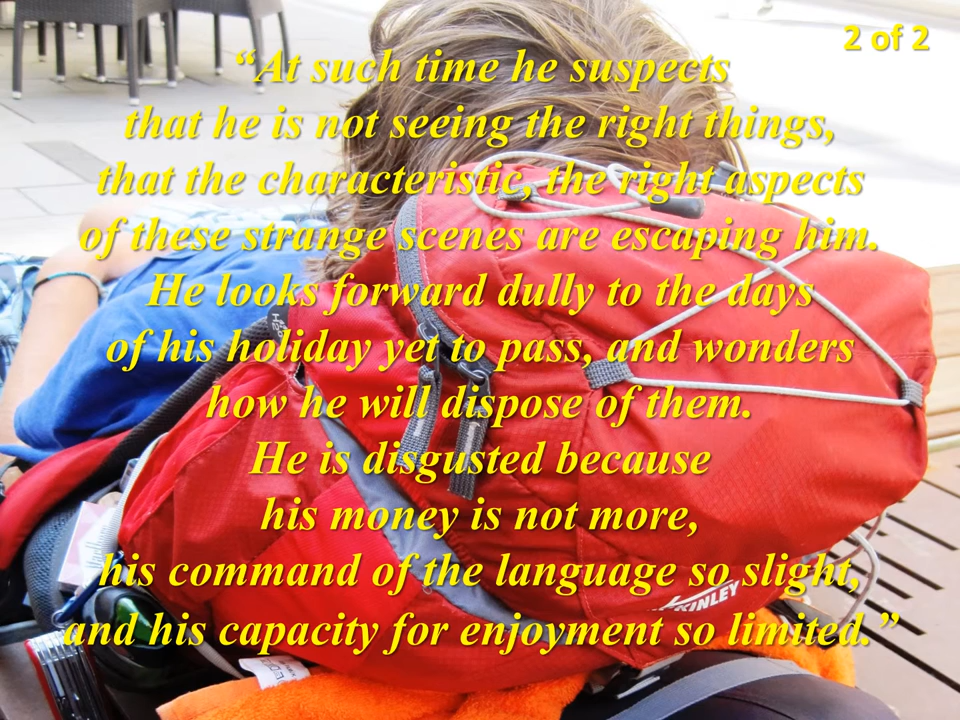 2 of 2
“At such time he suspects
that he is not seeing the right things,
that the characteristic, the right aspects
of these strange scenes are escaping him.
He looks forward dully to the days
of his holiday yet to pass, and wonders
how he will dispose of them.
He is disgusted because
his money is not more,
his command of the language so slight,
and his capacity for enjoyment so limited.”
KINLEY